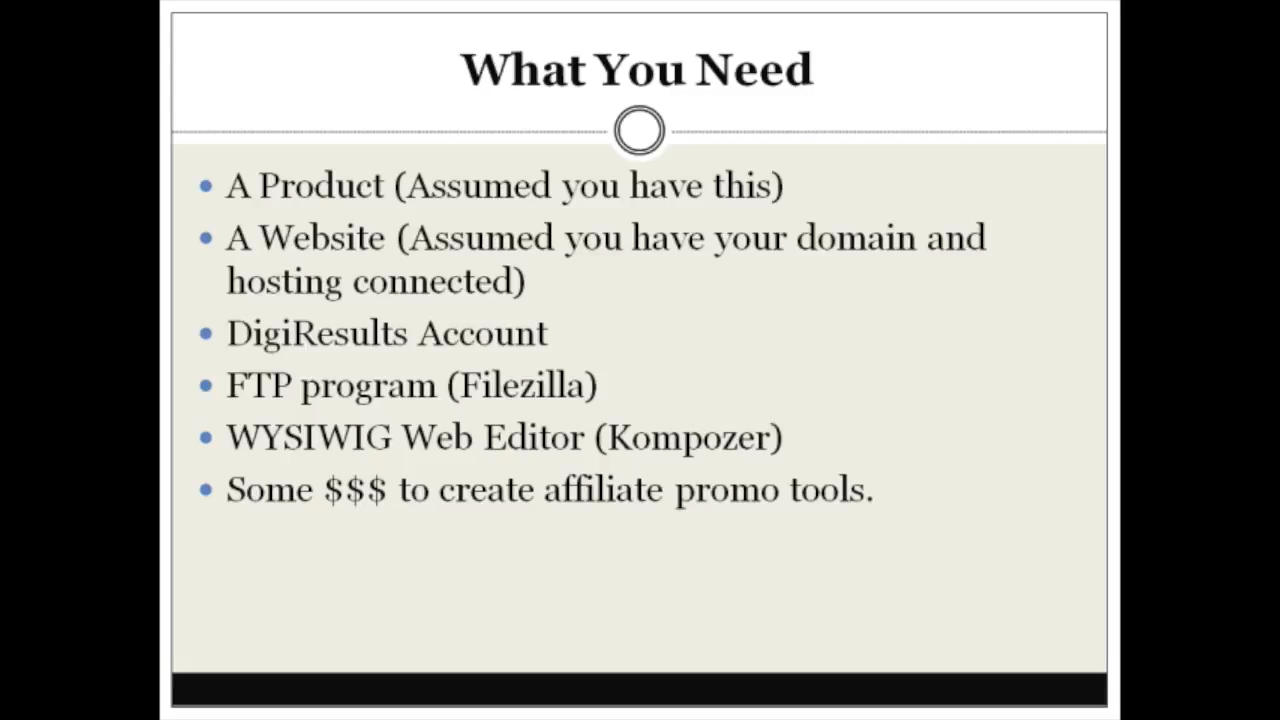 What You Need
• A Product (Assumed you have this)
• A Website (Assumed you have your domain and
hosting connected)
• DigiResults Account
• FTP program (Filezilla)
• WYSIWIG Web Editor (Kompozer)
• Some $$$ to create affiliate promo tools.